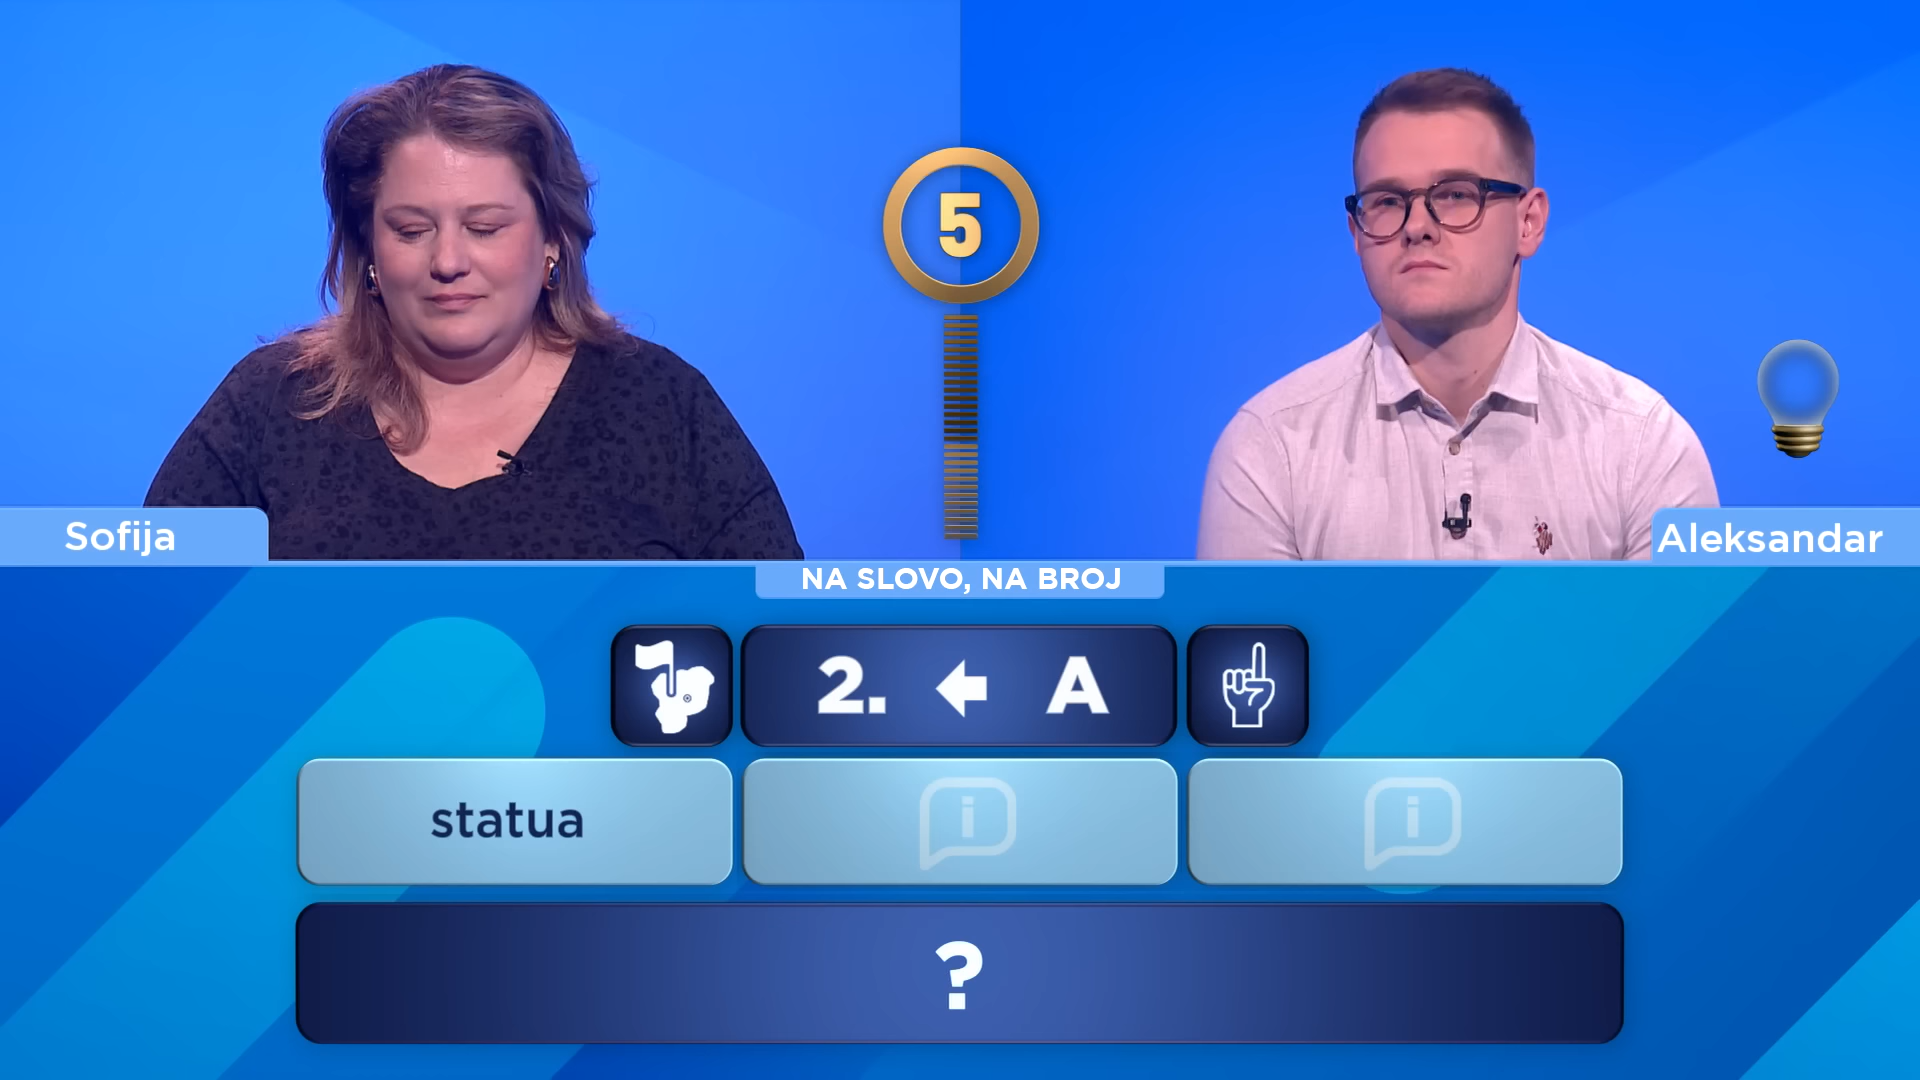 5
Sofija
Aleksandar
NA SLOVO, NA BROJ
2. A
statua
i i
?